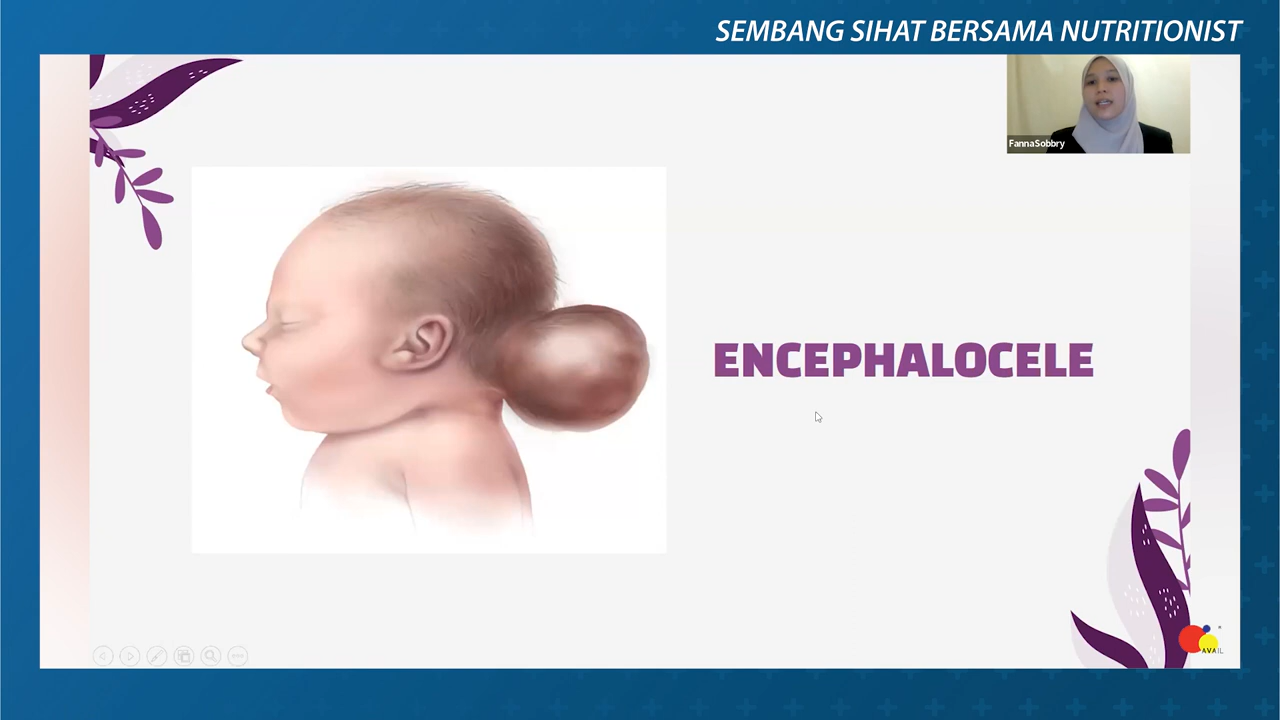 SEMBANG SIHAT BERSAMA NUTRITIONIST
FannaSobbry
ENCEPHALOCELE
AVAIL